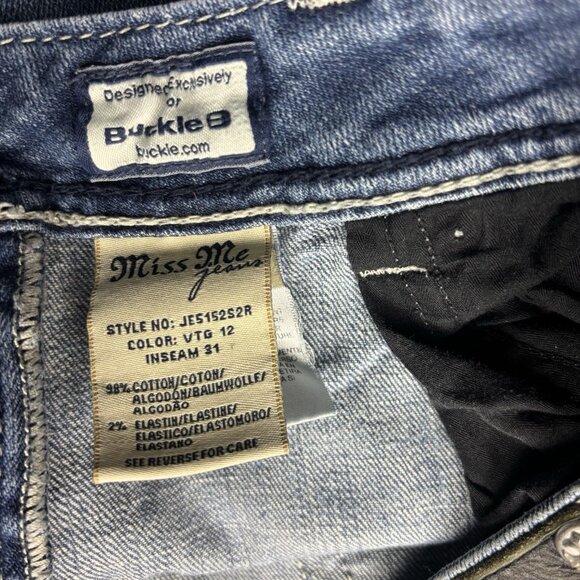 Designed Exclusively
for
Buckle B
buckle.com
Miss Me
jeans
STYLE NO: JE5152S2R
COLOR: VTG 12
INSEAM 31
98% COTTON/COTON/
ALGODÓN/BAUMWOLLE/
ALGODÃO
2% ELASTIN/ELASTINE/
ELASTICO/ELASTOMORO/
ELASTANO
SEE REVERSE FOR CARE